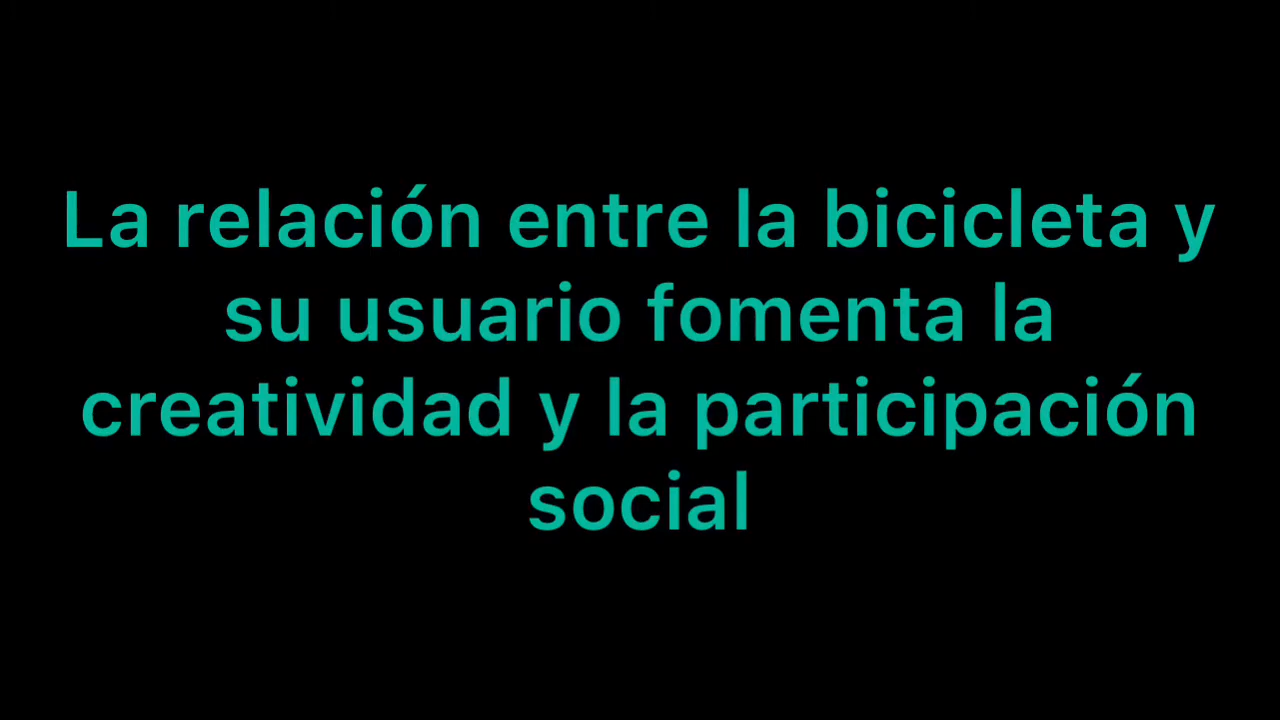 La relación entre la bicicleta y
su usuario fomenta la
creatividad y la participación
social